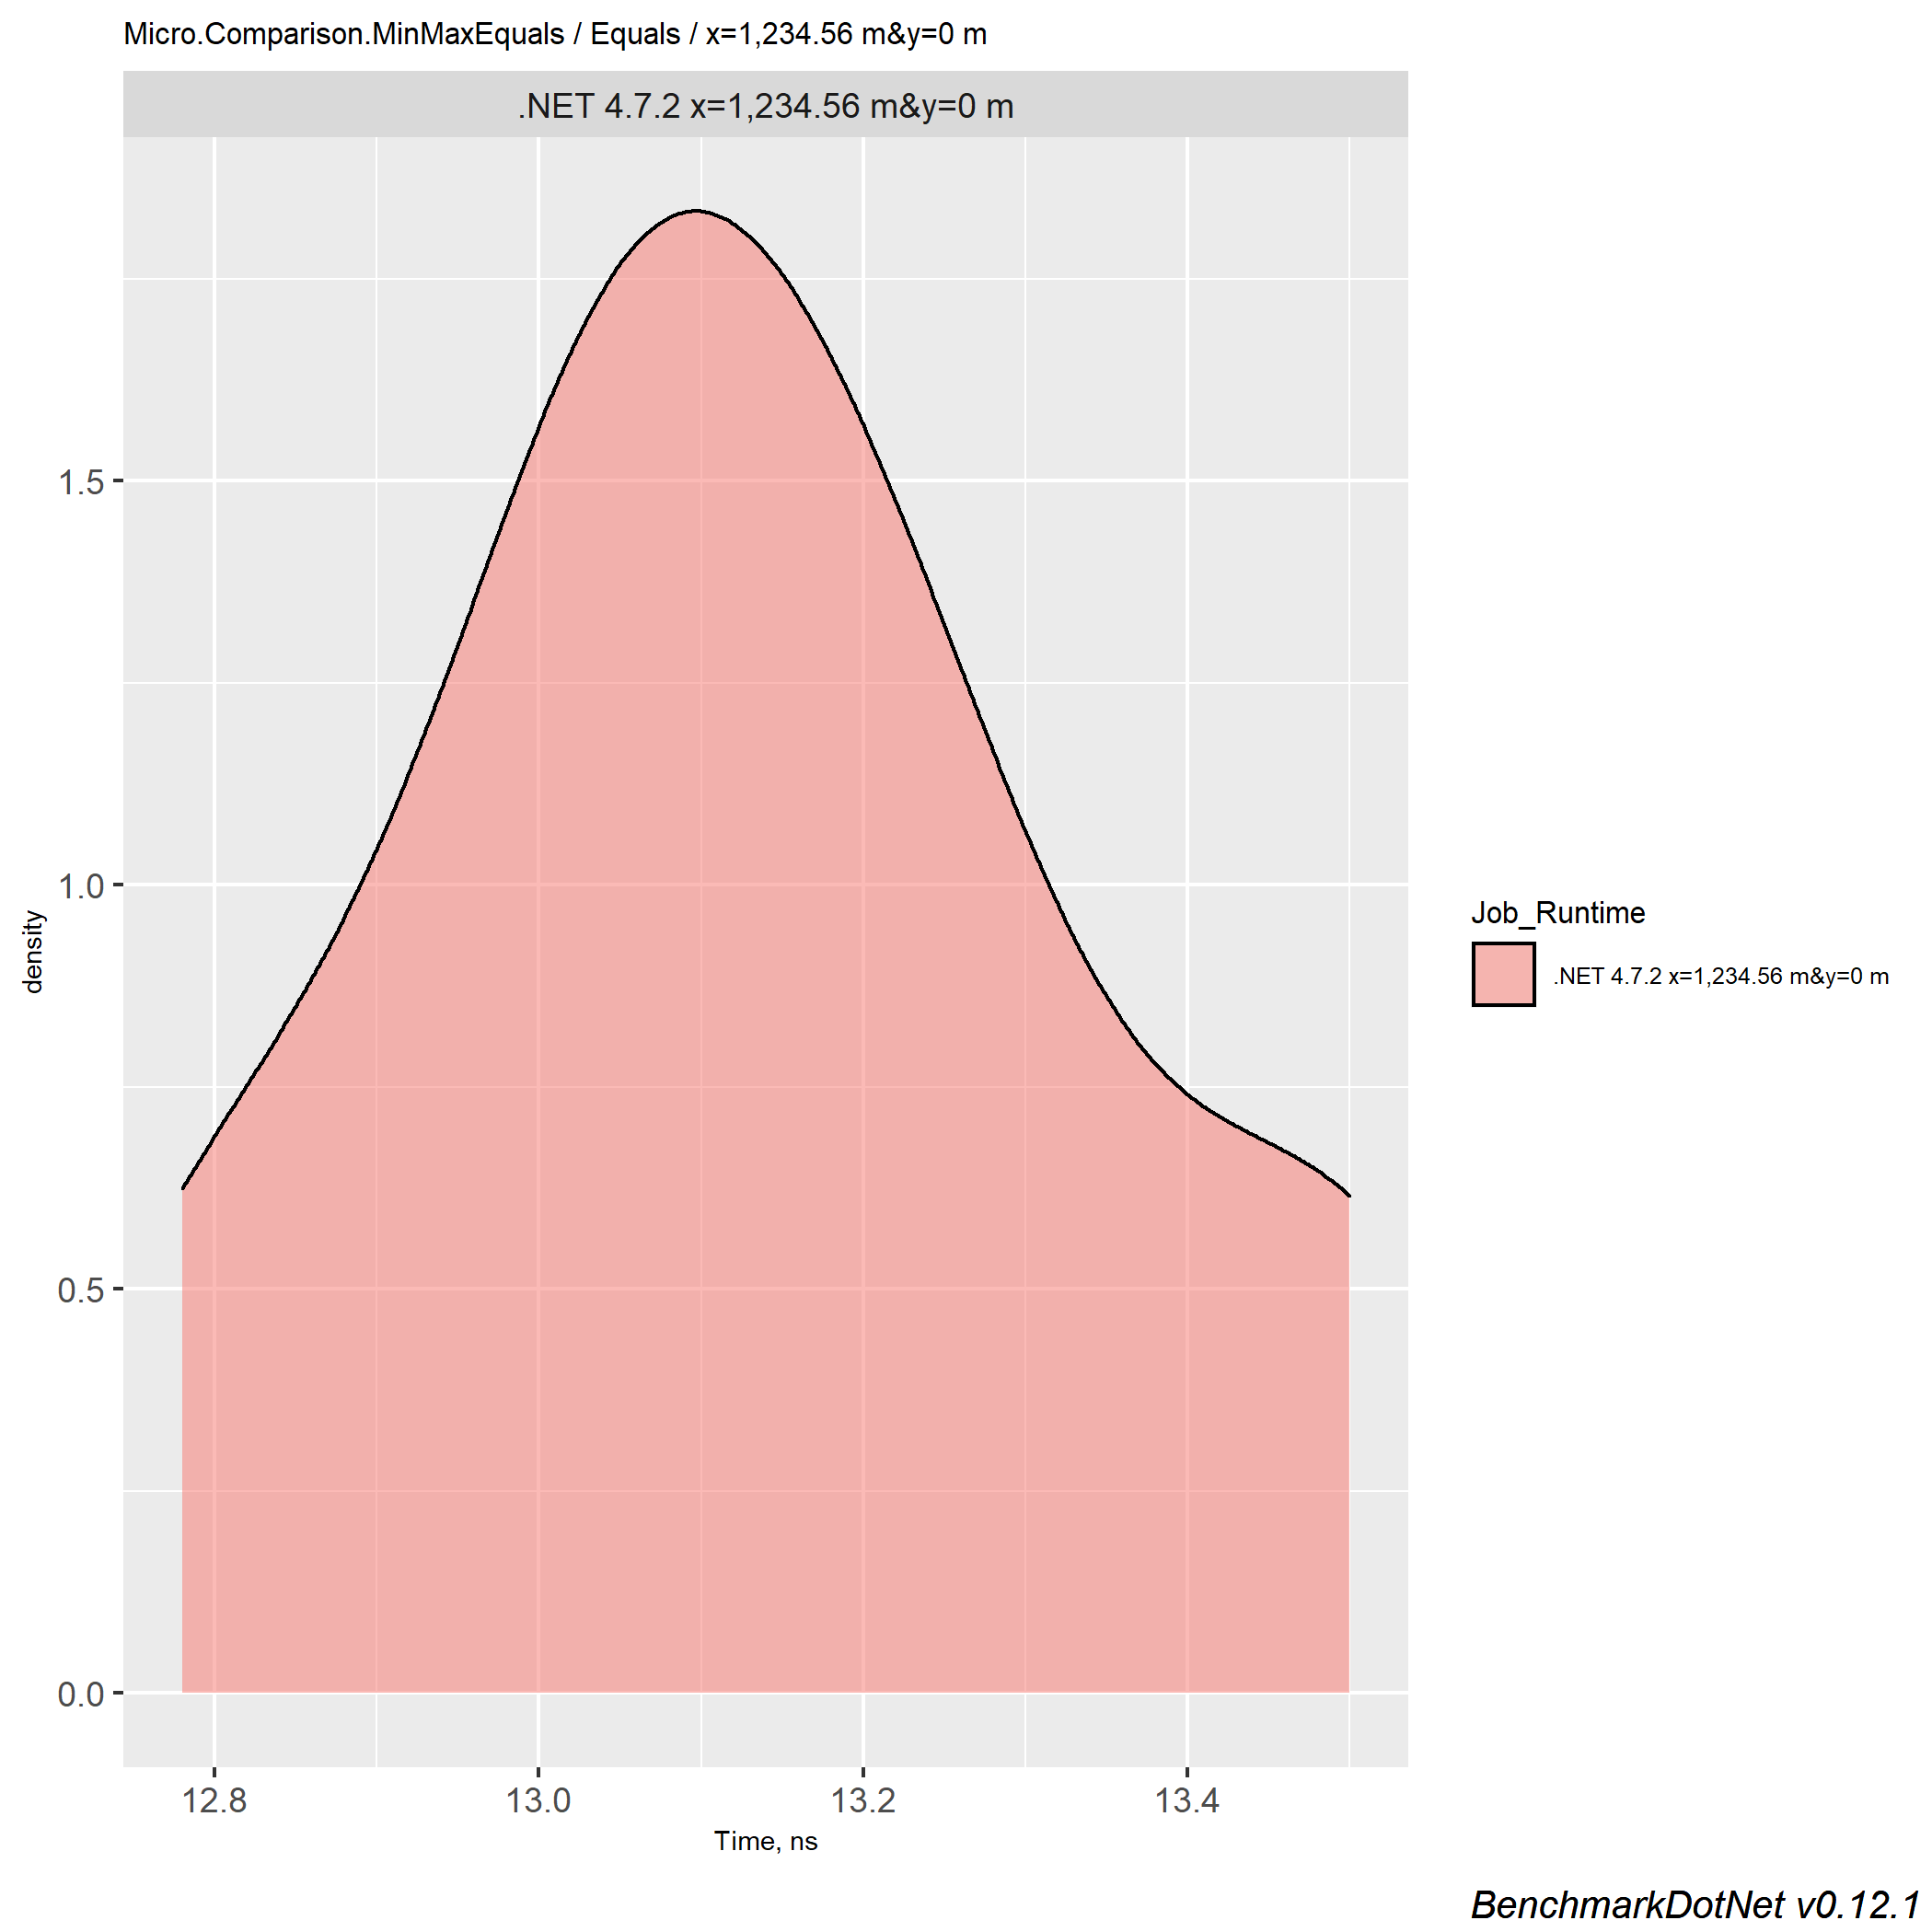 Micro.Comparison.MinMaxEquals / Equals / x=1,234.56 m&y=0 m
.NET 4.7.2 x=1,234.56 m&y=0 m
1.5
1.0
0.5
0.0
density
12.8 13.0 13.2 13.4
Time, ns
Job_Runtime
.NET 4.7.2 x=1,234.56 m&y=0 m
BenchmarkDotNet v0.12.1